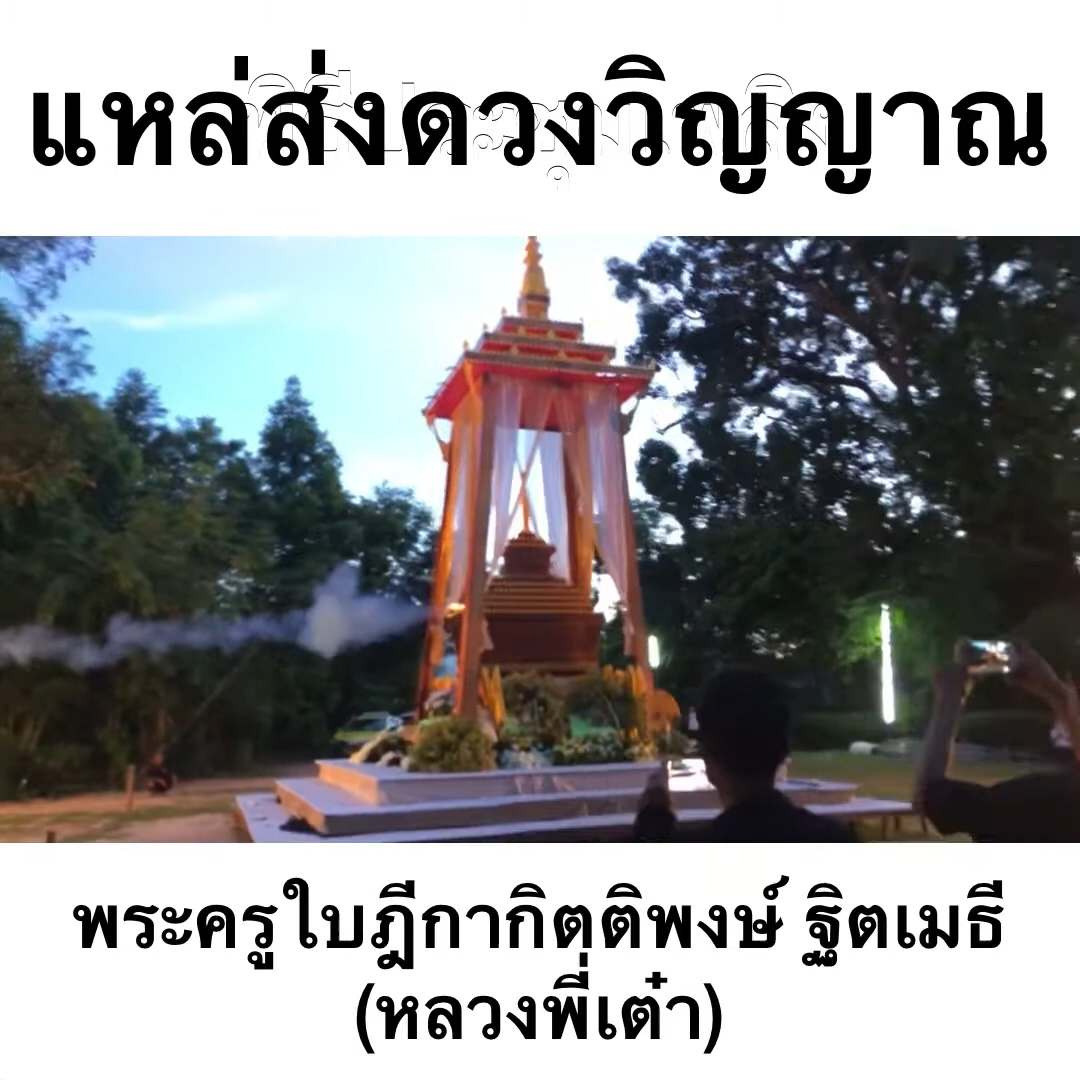 แหล่ส่งดวงวิญญาณ
พระครูใบฎีกากิตติพงษ์ ฐิตเมธี
(หลวงพี่เต๋า)